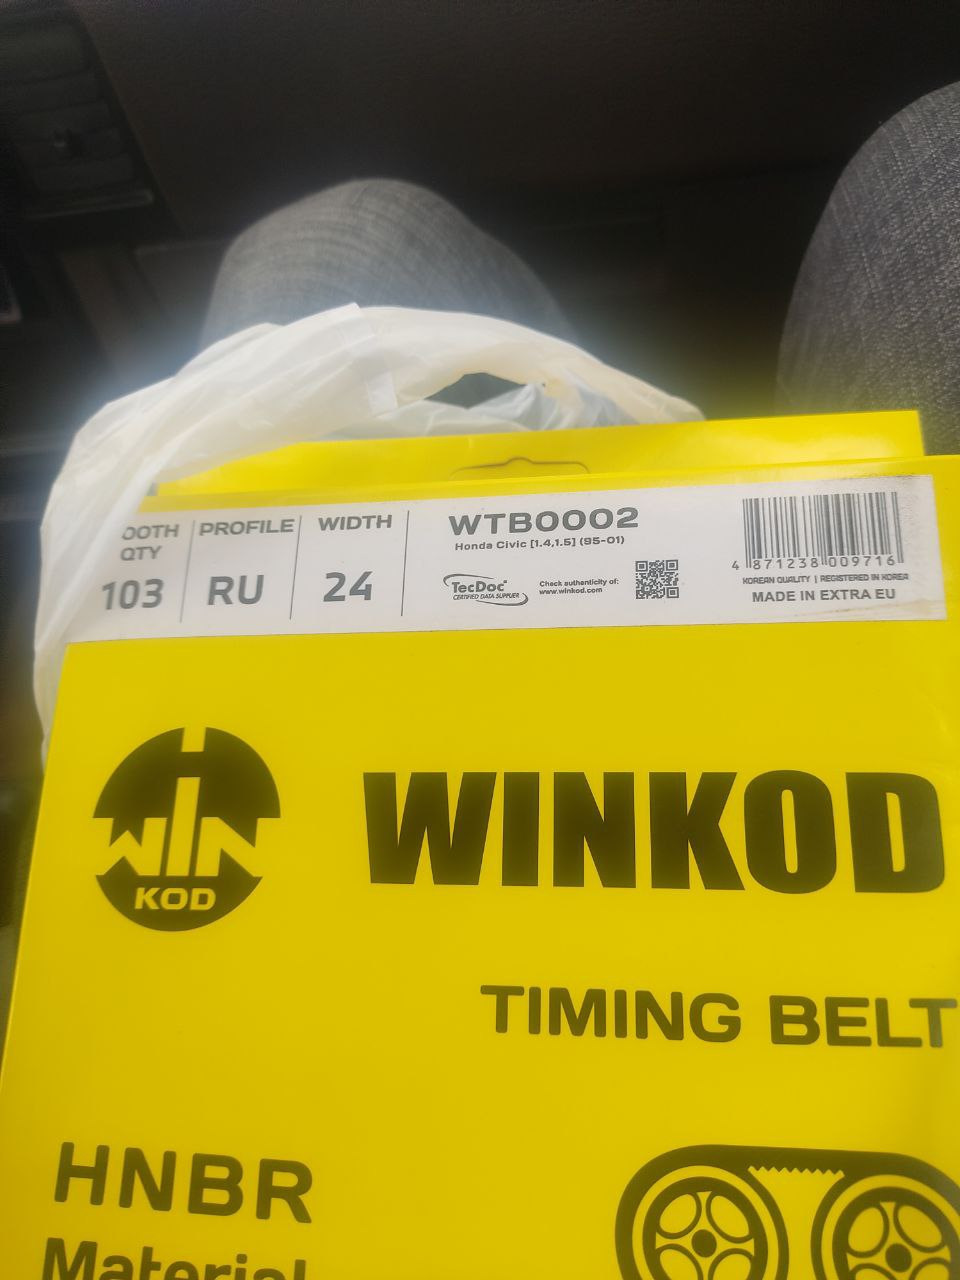 OOTH QTY
103
PROFILE
RU
WIDTH
24
WTB0002
Honda Civic [1.4,1.5] (95-01)
TecDoc
CERTIFIED DATA SUPPLIER
Check authenticity of:
www.winkod.com
4 871238 009716
KOREAN QUALITY | REGISTERED IN KOREA
MADE IN EXTRA EU
WIN
KOD
WINKOD
TIMING BELT
HNBR
Material